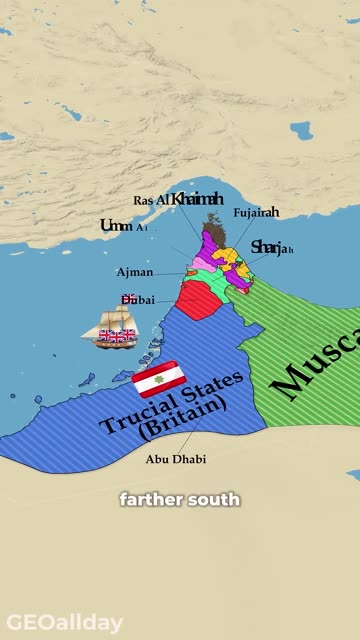 Ras Al Khaimah
Fujairah
Umm Al
Sharjah
Ajman
Dubai
Musca
Trucial States
(Britain)
Abu Dhabi
farther south
GEOallday